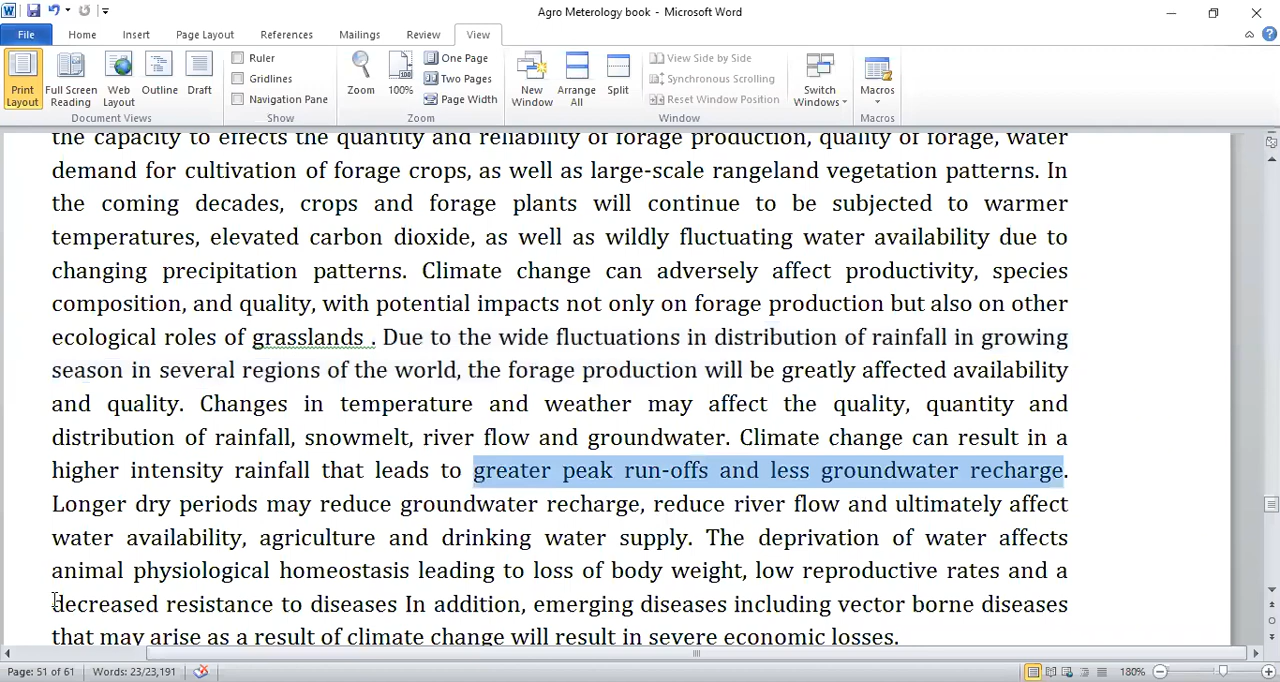 Agro Meterology book - Microsoft Word
File Home Insert Page Layout References Mailings Review View
Print Layout
Full Screen Reading
Web Layout
Outline
Draft
Document Views
Ruler
Gridlines
Navigation Pane
Show
Zoom
100%
One Page
Two Pages
Page Width
Zoom
New Window
Arrange All
Split
View Side by Side
Synchronous Scrolling
Reset Window Position
Window
Switch Windows
Macros
Macros
the capacity to effects the quantity and reliability of forage production, quality of forage, water
demand for cultivation of forage crops, as well as large-scale rangeland vegetation patterns. In
the coming decades, crops and forage plants will continue to be subjected to warmer
temperatures, elevated carbon dioxide, as well as wildly fluctuating water availability due to
changing precipitation patterns. Climate change can adversely affect productivity, species
composition, and quality, with potential impacts not only on forage production but also on other
ecological roles of grasslands . Due to the wide fluctuations in distribution of rainfall in growing
season in several regions of the world, the forage production will be greatly affected availability
and quality. Changes in temperature and weather may affect the quality, quantity and
distribution of rainfall, snowmelt, river flow and groundwater. Climate change can result in a
higher intensity rainfall that leads to greater peak run-offs and less groundwater recharge.
Longer dry periods may reduce groundwater recharge, reduce river flow and ultimately affect
water availability, agriculture and drinking water supply. The deprivation of water affects
animal physiological homeostasis leading to loss of body weight, low reproductive rates and a
decreased resistance to diseases In addition, emerging diseases including vector borne diseases
that may arise as a result of climate change will result in severe economic losses.
Page: 51 of 61 Words: 23/23,191 180%